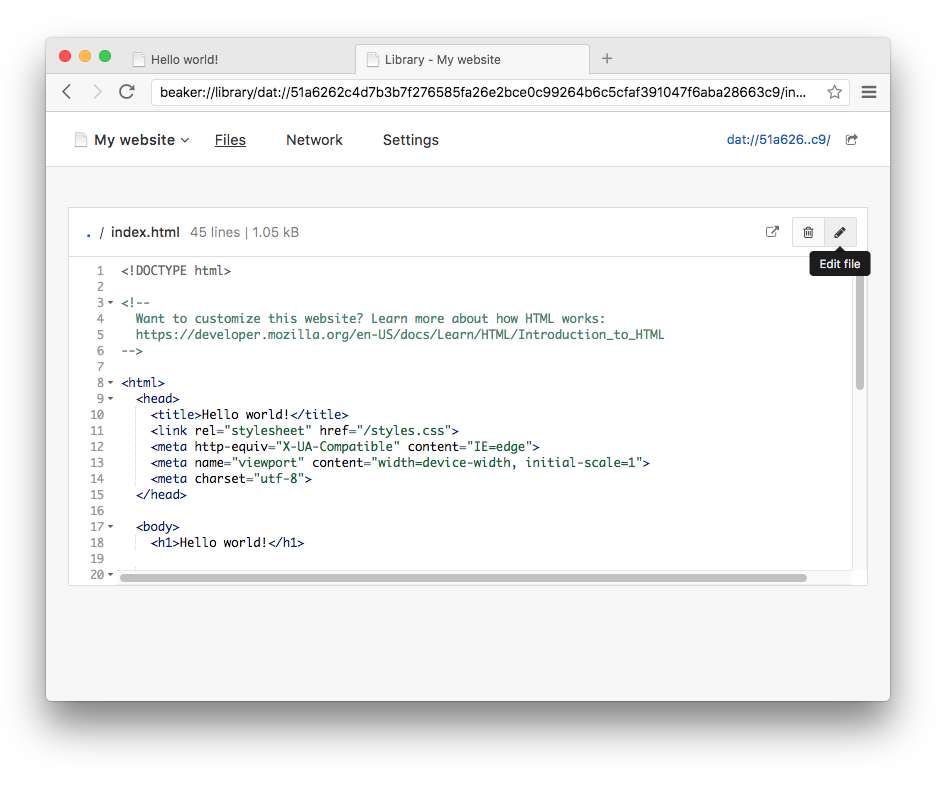 Hello world!
Library - My website
beaker://library/dat://51a6262c4d7b3b7f276585fa26e2bce0c99264b6c5cfaf391047f6aba28663c9/in...
My website Files Network Settings dat://51a626..c9/
. / index.html 45 lines | 1.05 kB
Edit file
1 <!DOCTYPE html>
2
3 <!--
4 Want to customize this website? Learn more about how HTML works:
5 https://developer.mozilla.org/en-US/docs/Learn/HTML/Introduction_to_HTML
6 -->
7
8 <html>
9 <head>
10 <title>Hello world!</title>
11 <link rel="stylesheet" href="/styles.css">
12 <meta http-equiv="X-UA-Compatible" content="IE=edge">
13 <meta name="viewport" content="width=device-width, initial-scale=1">
14 <meta charset="utf-8">
15 </head>
16
17 <body>
18 <h1>Hello world!</h1>
19
20